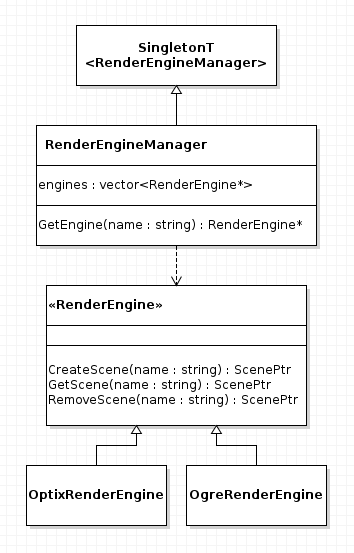 SingletonT
<RenderEngineManager>
RenderEngineManager
engines : vector<RenderEngine*>
GetEngine(name : string) : RenderEngine*
«RenderEngine»
CreateScene(name : string) : ScenePtr
GetScene(name : string) : ScenePtr
RemoveScene(name : string) : ScenePtr
OptixRenderEngine
OgreRenderEngine